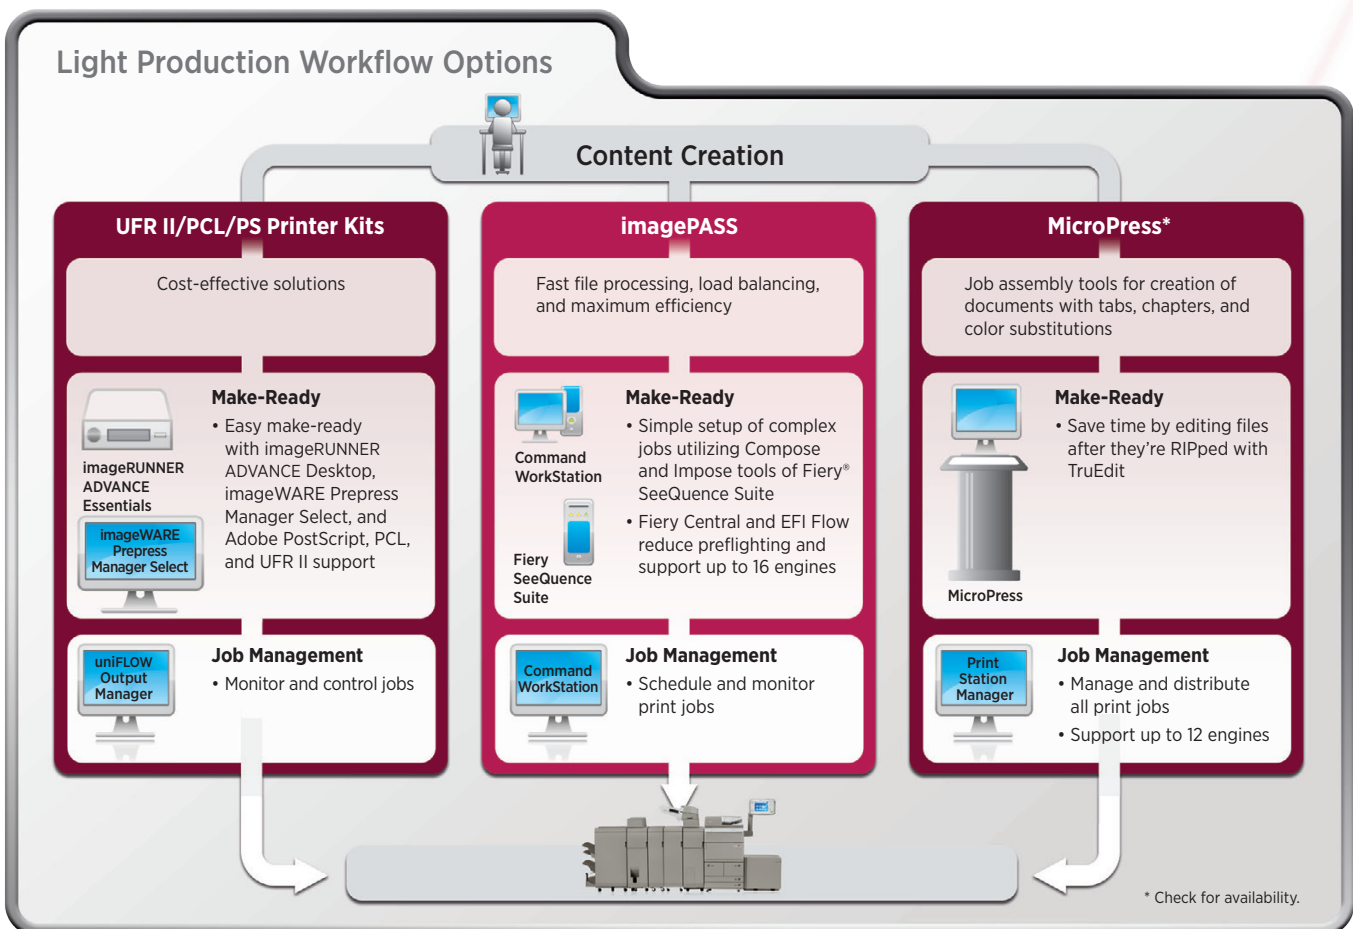 Light Production Workflow Options
Content Creation
UFR II/PCL/PS Printer Kits
Cost-effective solutions
Make-Ready
• Easy make-ready
with imageRUNNER
ADVANCE Desktop,
imageWARE Prepress
Manager Select, and
Adobe PostScript, PCL,
and UFR II support
imageRUNNER
ADVANCE
Essentials
imageWARE
Prepress
Manager Select
uniFLOW
Output
Manager
Job Management
• Monitor and control jobs
imagePASS
Fast file processing, load balancing,
and maximum efficiency
Make-Ready
• Simple setup of complex
jobs utilizing Compose
and Impose tools of Fiery®
SeeQuence Suite
• Fiery Central and EFI Flow
reduce preflighting and
support up to 16 engines
Command
WorkStation
Fiery
SeeQuence
Suite
Command
WorkStation
Job Management
• Schedule and monitor
print jobs
MicroPress*
Job assembly tools for creation of
documents with tabs, chapters, and
color substitutions
Make-Ready
• Save time by editing files
after they're RIPped with
TruEdit
MicroPress
Print
Station
Manager
Job Management
• Manage and distribute
all print jobs
• Support up to 12 engines
* Check for availability.